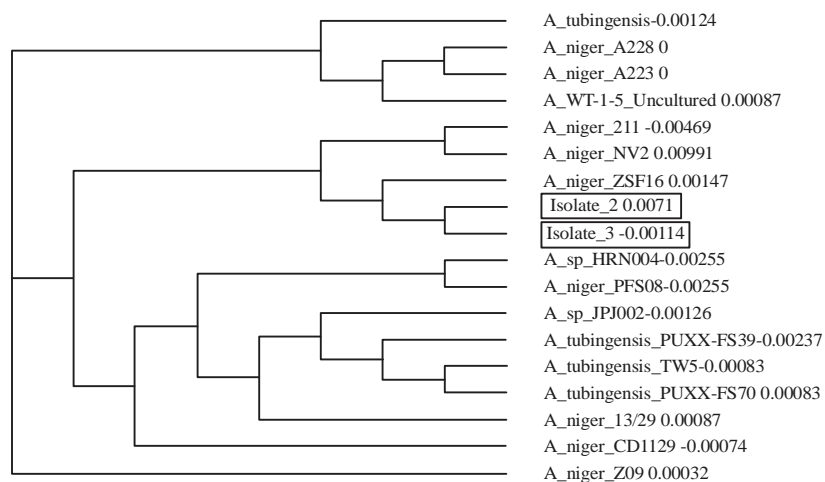 A_tubingensis-0.00124
A_niger_A228 0
A_niger_A223 0
A_WT-1-5_Uncultured 0.00087
A_niger_211 -0.00469
A_niger_NV2 0.00991
A_niger_ZSF16 0.00147
Isolate_2 0.0071
Isolate_3 -0.00114
A_sp_HRN004-0.00255
A_niger_PFS08-0.00255
A_sp_JPJ002-0.00126
A_tubingensis_PUXX-FS39-0.00237
A_tubingensis_TW5-0.00083
A_tubingensis_PUXX-FS70 0.00083
A_niger_13/29 0.00087
A_niger_CD1129 -0.00074
A_niger_Z09 0.00032